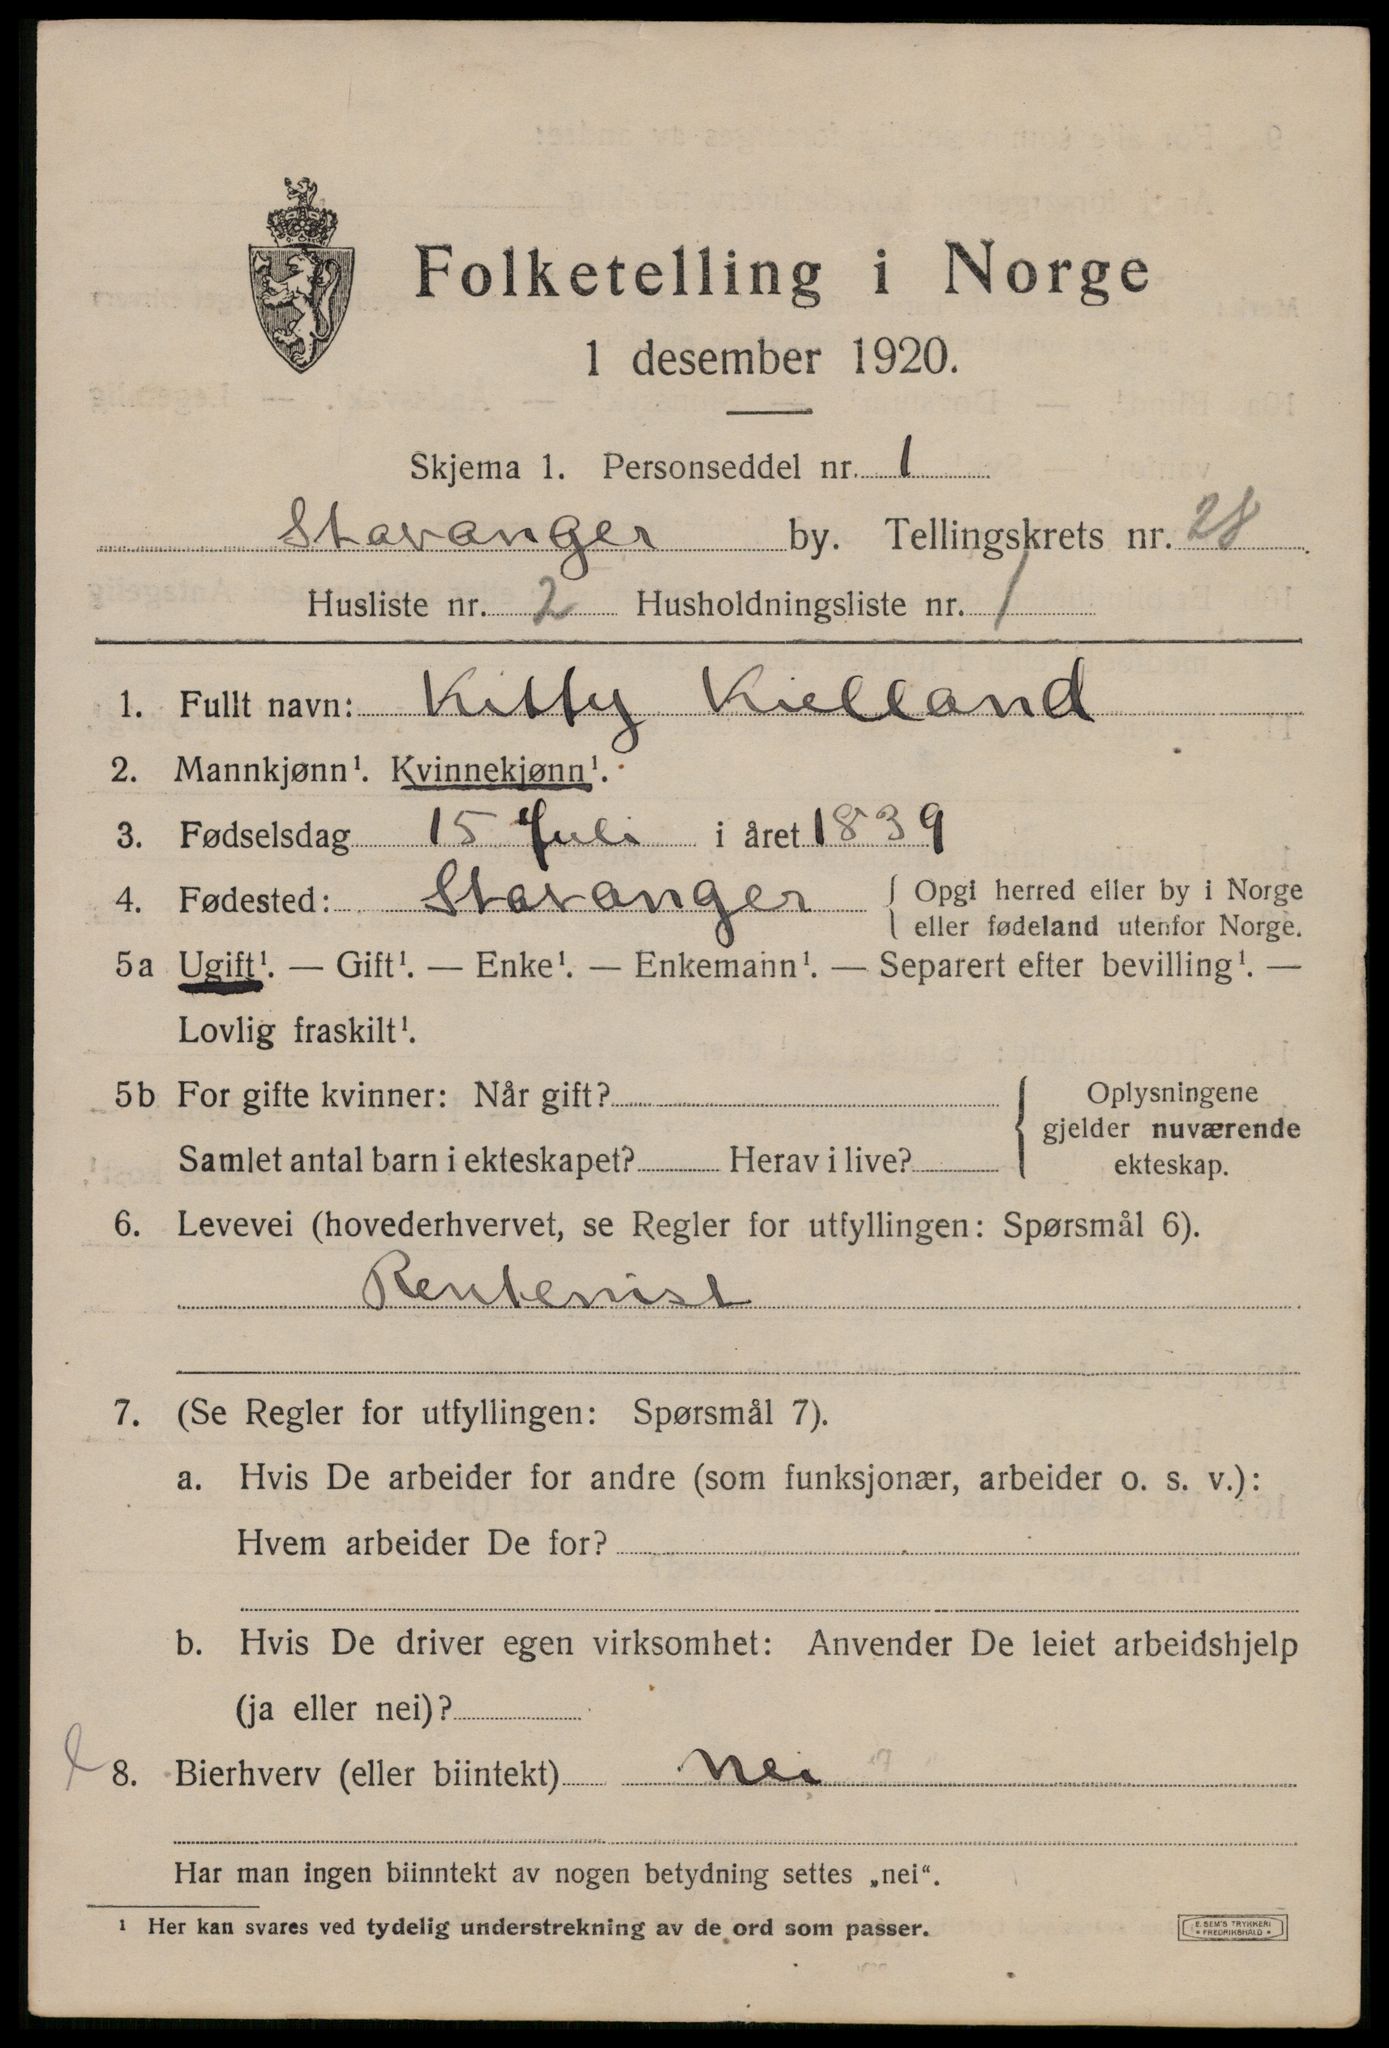 Folketelling i Norge
1 desember 1920.
Skjema 1. Personseddel nr. 1
Stavanger by. Tellingskrets nr. 28
Husliste nr. 2 Husholdningsliste nr. 1
1. Fullt navn: Kitty Kielland
2. Mannkjønn¹. Kvinnekjønn¹.
3. Fødselsdag 15 Juli i året 1839
4. Fødested: Stavanger { Opgi herred eller by i Norge
eller fødeland utenfor Norge.
5a Ugift¹. — Gift¹. — Enke¹. — Enkemann¹. — Separert efter bevilling¹. —
Lovlig fraskilt¹.
5b For gifte kvinner: Når gift?
Samlet antal barn i ekteskapet? Herav i live?
Oplysningene
gjelder nuværende
ekteskap.
6. Levevei (hovederhvervet, se Regler for utfyllingen: Spørsmål 6).
Rentenist
7. (Se Regler for utfyllingen: Spørsmål 7).
a. Hvis De arbeider for andre (som funksjonær, arbeider o. s. v.):
Hvem arbeider De for?
b. Hvis De driver egen virksomhet: Anvender De leiet arbeidshjelp
(ja eller nei)?
8. Bierhverv (eller biintekt) Nei
Har man ingen biinntekt av nogen betydning settes „nei“.
¹ Her kan svares ved tydelig understrekning av de ord som passer.
E. SEM'S TRYKKERI
* FREDRIKSHALD *